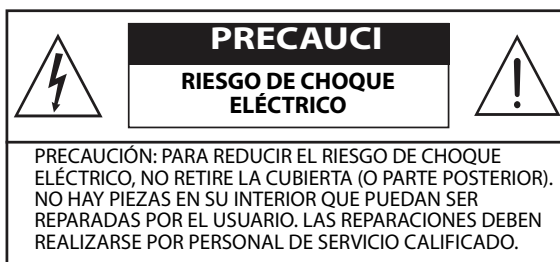 PRECAUCI
RIESGO DE CHOQUE
ELÉCTRICO
PRECAUCIÓN: PARA REDUCIR EL RIESGO DE CHOQUE
ELÉCTRICO, NO RETIRE LA CUBIERTA (O PARTE POSTERIOR).
NO HAY PIEZAS EN SU INTERIOR QUE PUEDAN SER
REPARADAS POR EL USUARIO. LAS REPARACIONES DEBEN
REALIZARSE POR PERSONAL DE SERVICIO CALIFICADO.